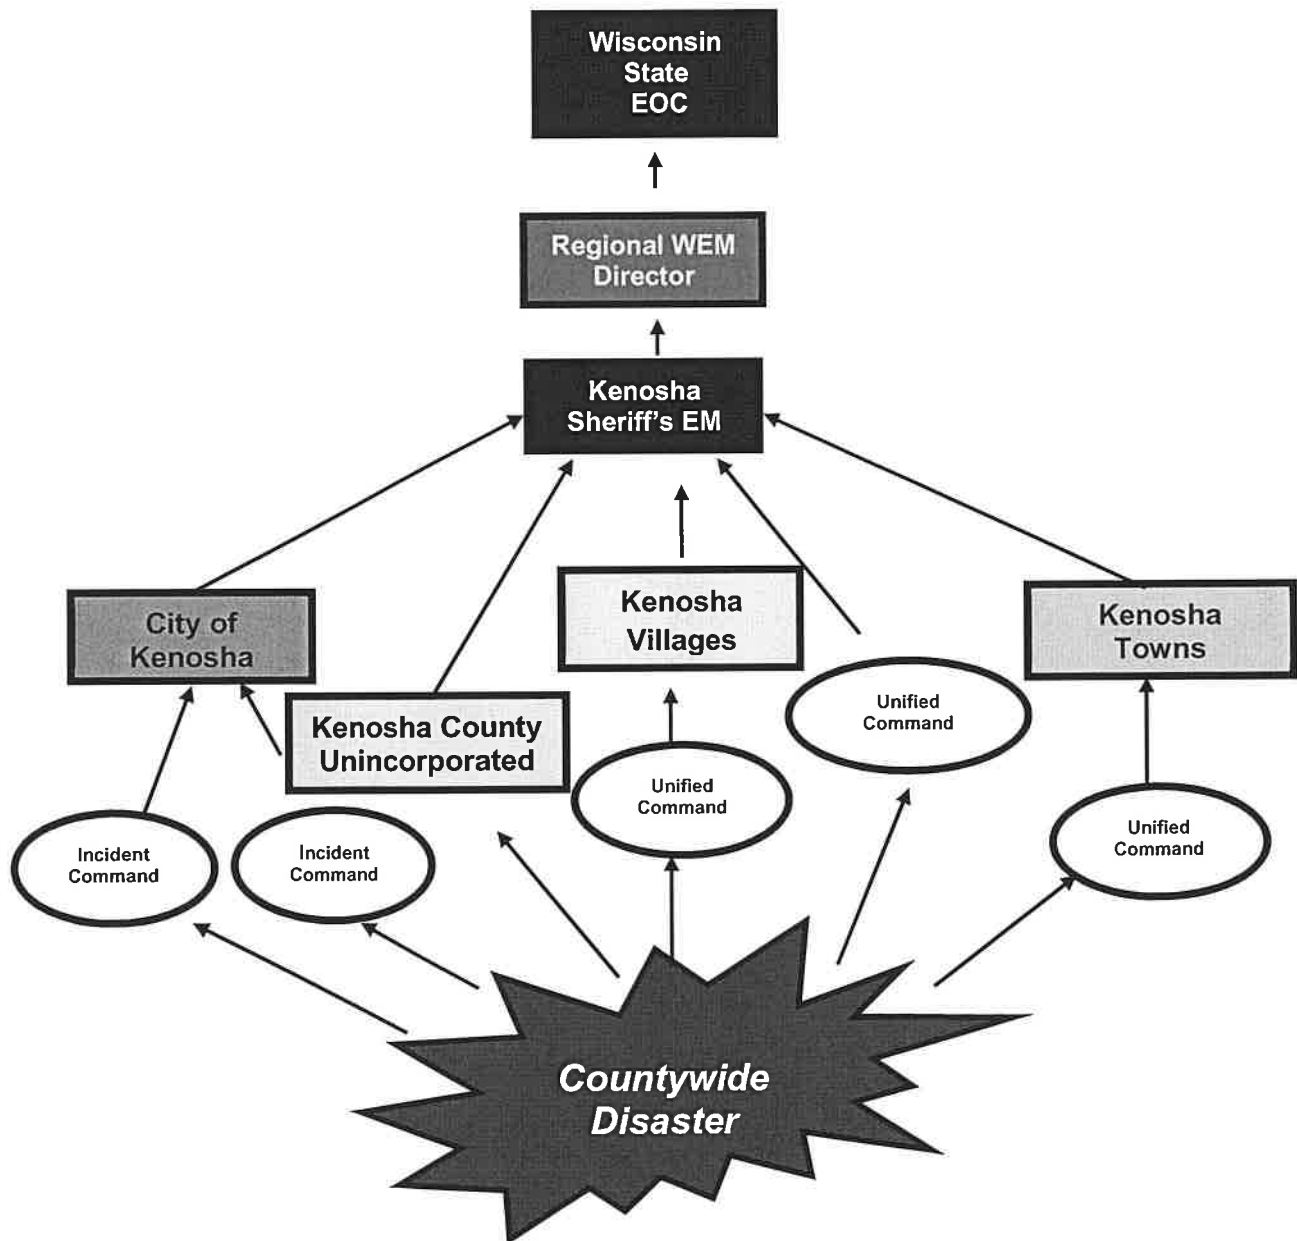 Wisconsin
State
EOC
Regional WEM
Director
Kenosha
Sheriff's EM
City of
Kenosha
Kenosha County
Unincorporated
Kenosha
Villages
Unified
Command
Kenosha
Towns
Incident
Command
Incident
Command
Unified
Command
Unified
Command
Countywide
Disaster